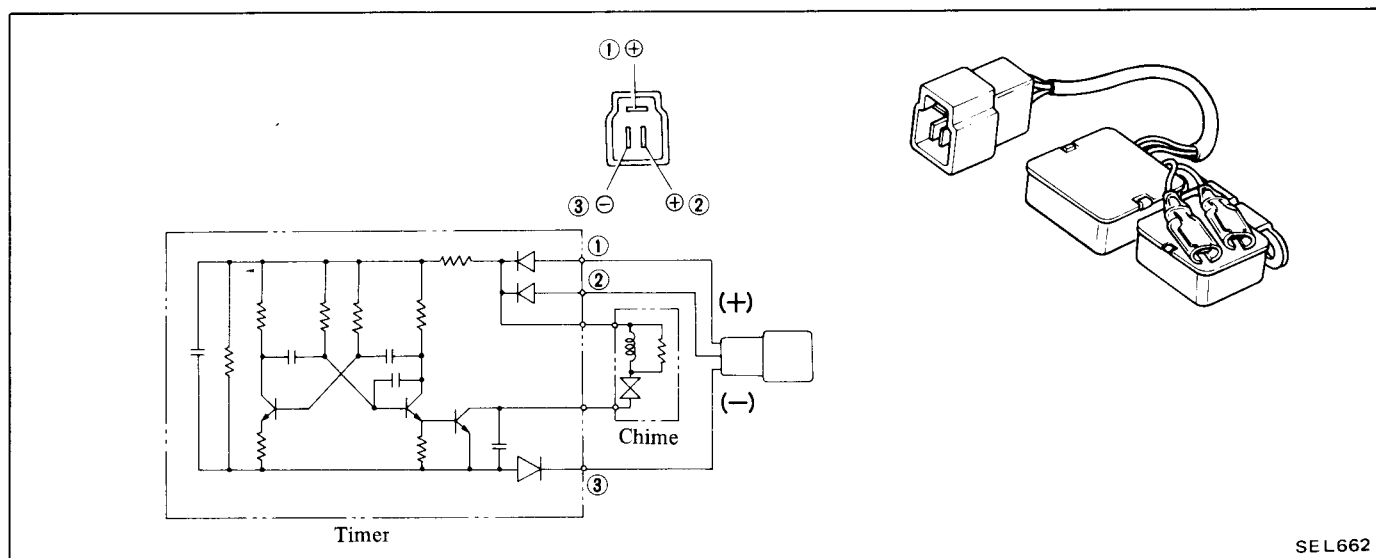 ① ⊕
③ ⊖
⊕ ②
①
②
(+)
(−)
Chime
③
Timer
SEL662